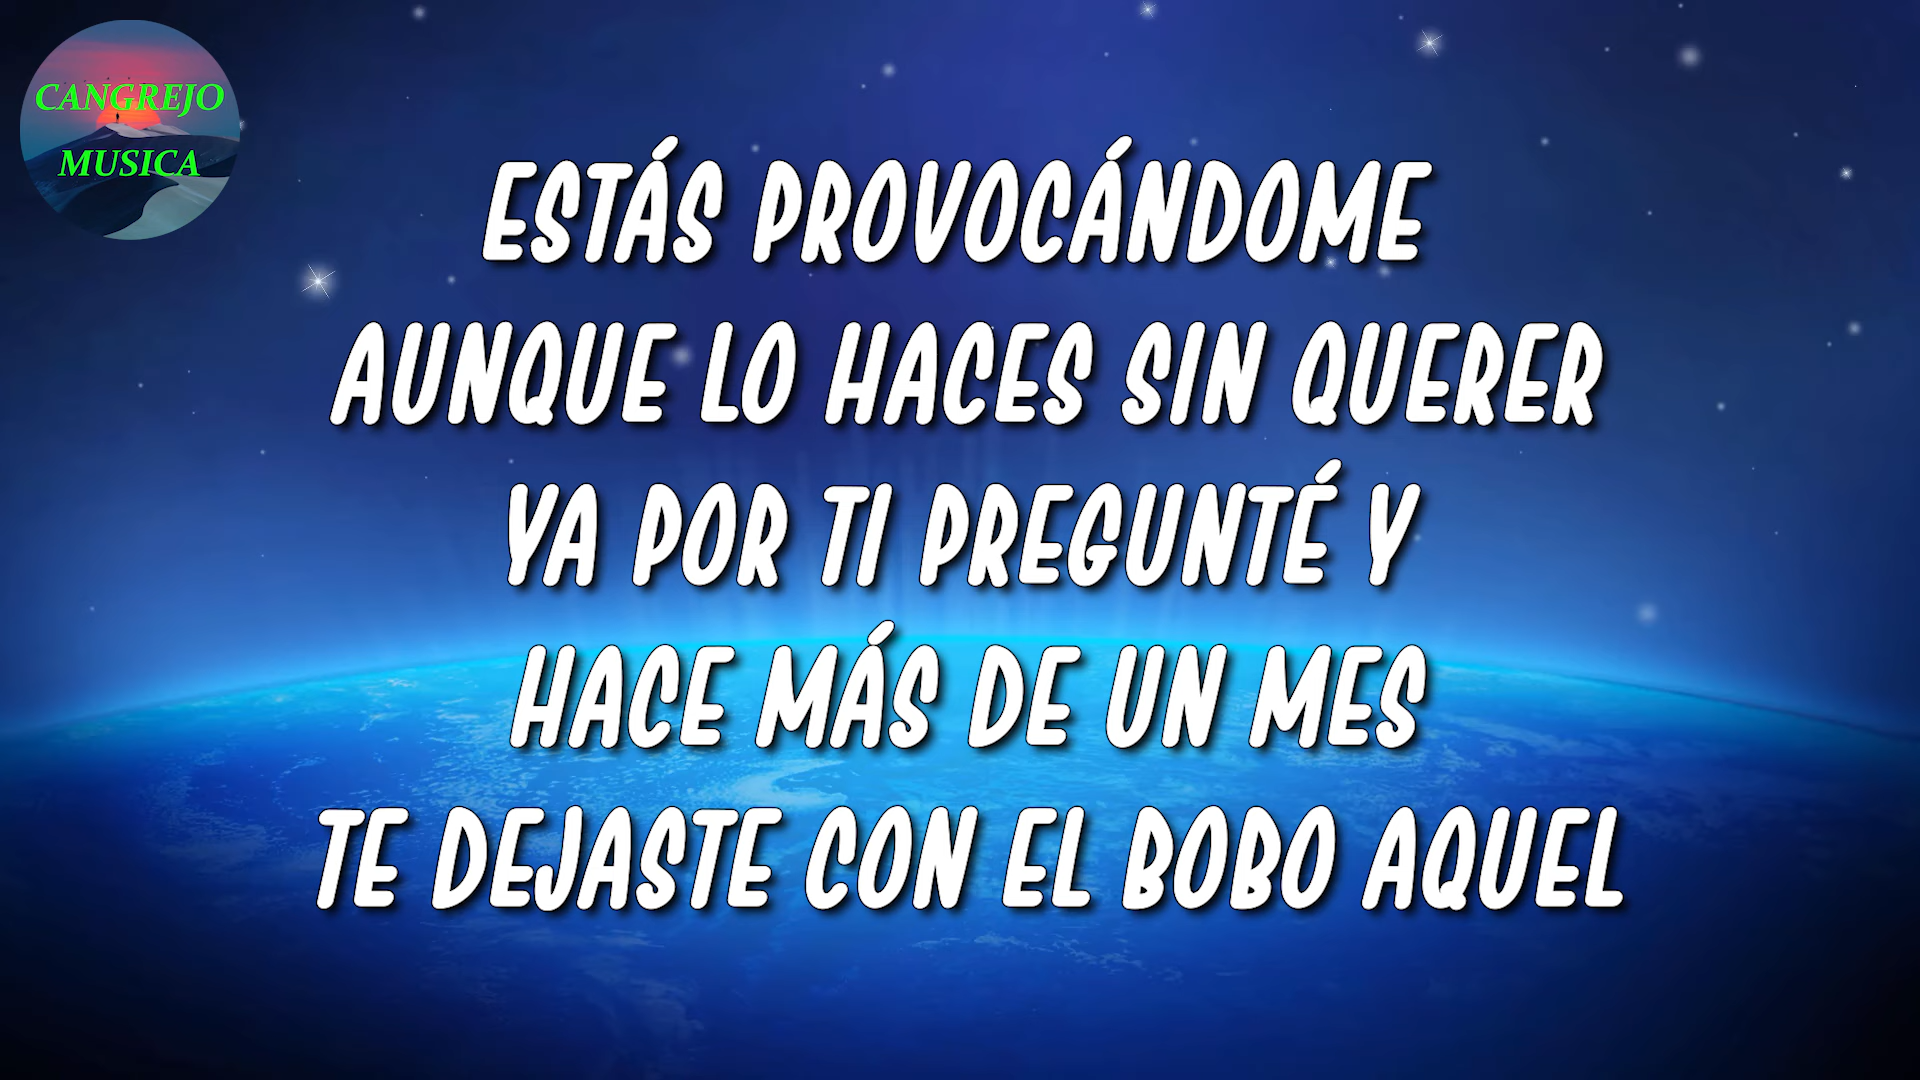 CANGREJO
MUSICA
ESTÁS PROVOCÁNDOME
AUNQUE LO HACES SIN QUERER
YA POR TI PREGUNTÉ Y
HACE MÁS DE UN MES
TE DEJASTE CON EL BOBO AQUEL